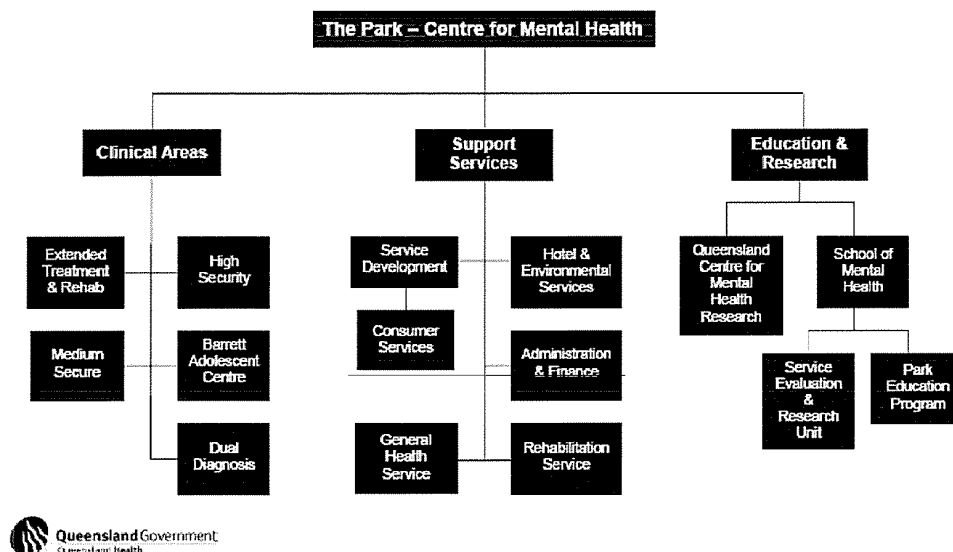 The Park – Centre for Mental Health
Clinical Areas
Support
Services
Education &
Research
Extended
Treatment
& Rehab
High
Security
Medium
Secure
Barrett
Adolescent
Centre
Dual
Diagnosis
Service
Development
Hotel &
Environmental
Services
Consumer
Services
Administration
& Finance
General
Health
Service
Rehabilitation
Service
Queensland
Centre for
Mental
Health
Research
School of
Mental
Health
Service
Evaluation
&
Research
Unit
Park
Education
Program
Queensland Government
Queensland Health